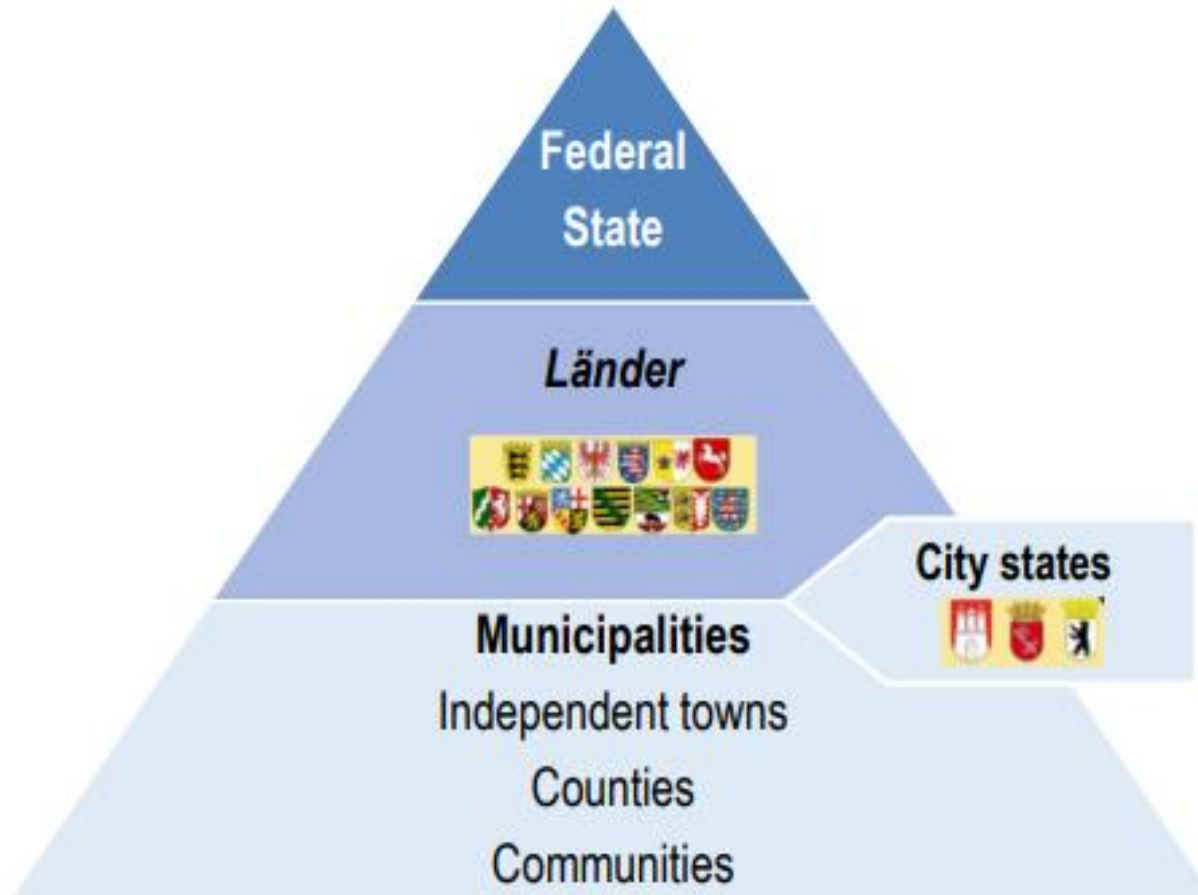 Federal
State
Länder
City states
Municipalities
Independent towns
Counties
Communities